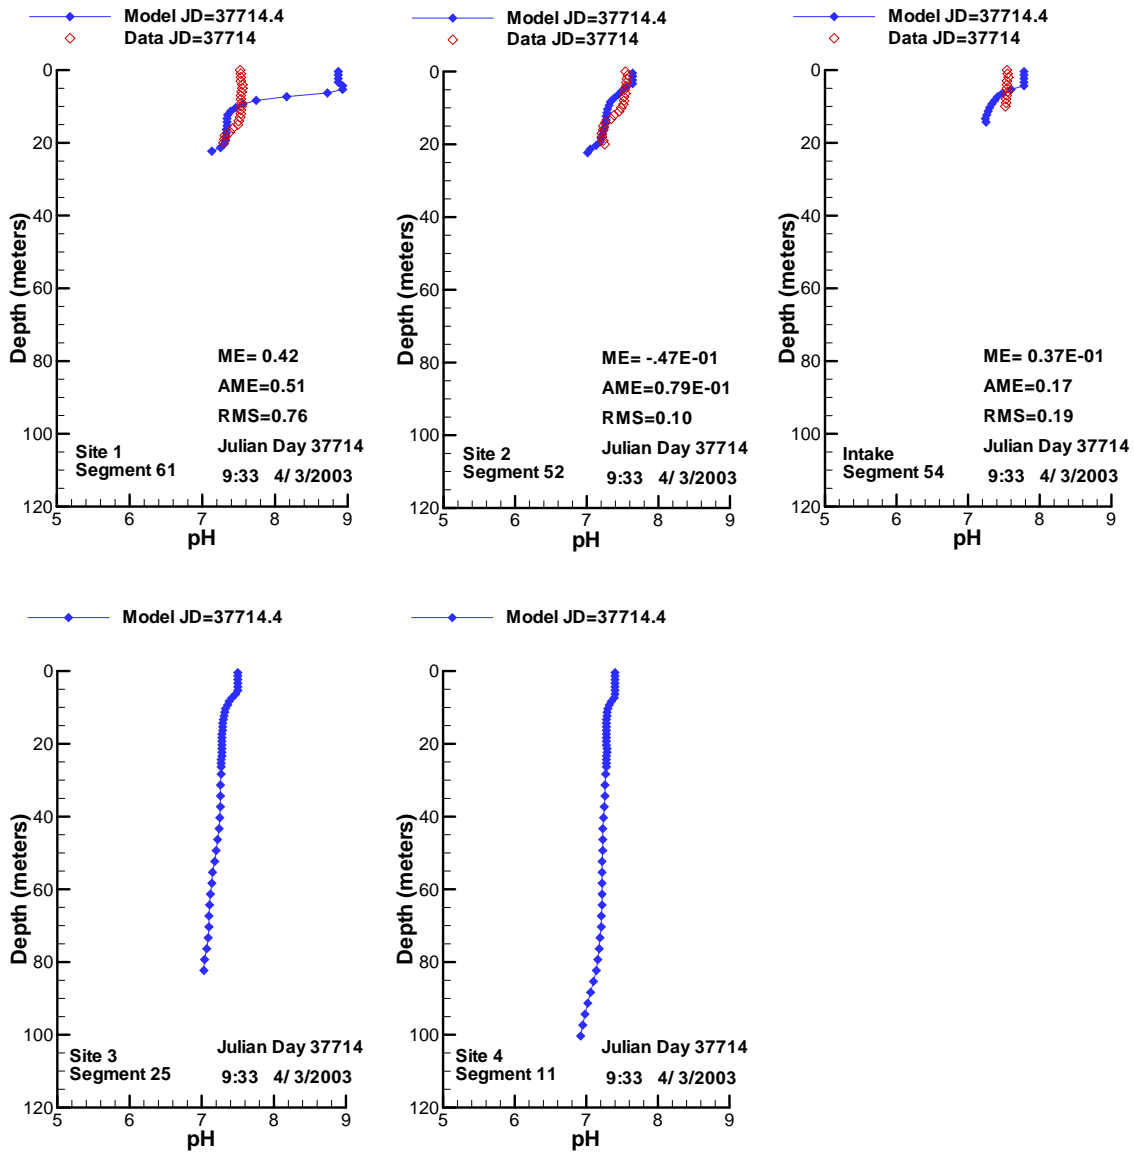 Model JD=37714.4
Data JD=37714
0
20
40
60
80
100
120
Depth (meters)
ME= 0.42
AME=0.51
RMS=0.76
Site 1
Segment 61
Julian Day 37714
9:33 4/ 3/2003
5 6 7 8 9
pH
Model JD=37714.4
Data JD=37714
0
20
40
60
80
100
120
Depth (meters)
ME= -.47E-01
AME=0.79E-01
RMS=0.10
Site 2
Segment 52
Julian Day 37714
9:33 4/ 3/2003
5 6 7 8 9
pH
Model JD=37714.4
Data JD=37714
0
20
40
60
80
100
120
Depth (meters)
ME= 0.37E-01
AME=0.17
RMS=0.19
Intake
Segment 54
Julian Day 37714
9:33 4/ 3/2003
5 6 7 8 9
pH
Model JD=37714.4
0
20
40
60
80
100
120
Depth (meters)
Site 3
Segment 25
Julian Day 37714
9:33 4/ 3/2003
5 6 7 8 9
pH
Model JD=37714.4
0
20
40
60
80
100
120
Depth (meters)
Site 4
Segment 11
Julian Day 37714
9:33 4/ 3/2003
5 6 7 8 9
pH